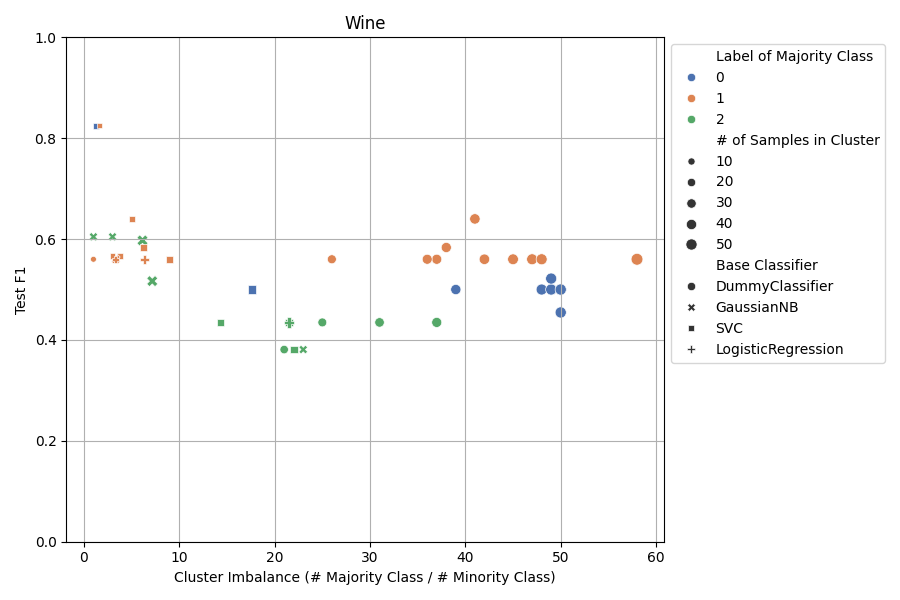 Wine
Test F1
1.0
0.8
0.6
0.4
0.2
0.0
0 10 20 30 40 50 60
Cluster Imbalance (# Majority Class / # Minority Class)
Label of Majority Class
0
1
2
# of Samples in Cluster
10
20
30
40
50
Base Classifier
DummyClassifier
GaussianNB
SVC
LogisticRegression